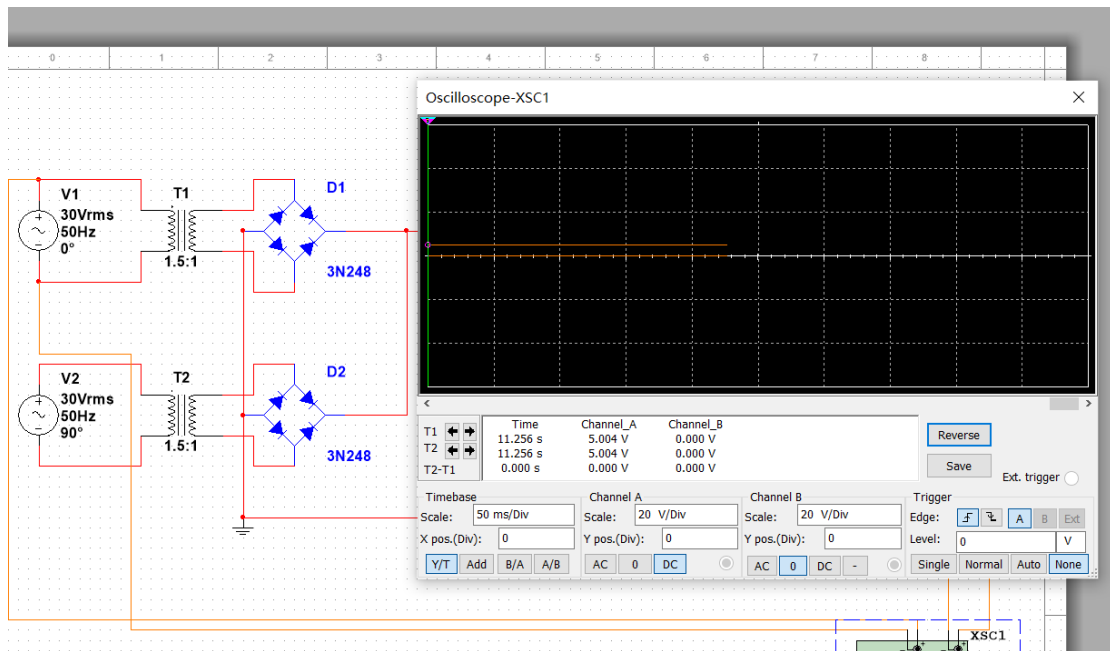 0 1 2 3 4 5 6 7 8
Oscilloscope-XSC1
V1
30Vrms
50Hz
0°
T1
1.5:1
D1
3N248
V2
30Vrms
50Hz
90°
T2
1.5:1
D2
3N248
Time Channel_A Channel_B
T1 11.256 s 5.004 V 0.000 V
T2 11.256 s 5.004 V 0.000 V
T2-T1 0.000 s 0.000 V 0.000 V
Reverse
Save
Ext. trigger
Timebase
Scale: 50 ms/Div
X pos.(Div): 0
Y/T Add B/A A/B
Channel A
Scale: 20 V/Div
Y pos.(Div): 0
AC 0 DC
Channel B
Scale: 20 V/Div
Y pos.(Div): 0
AC 0 DC -
Trigger
Edge: A B Ext
Level: 0 V
Single Normal Auto None
XSC1